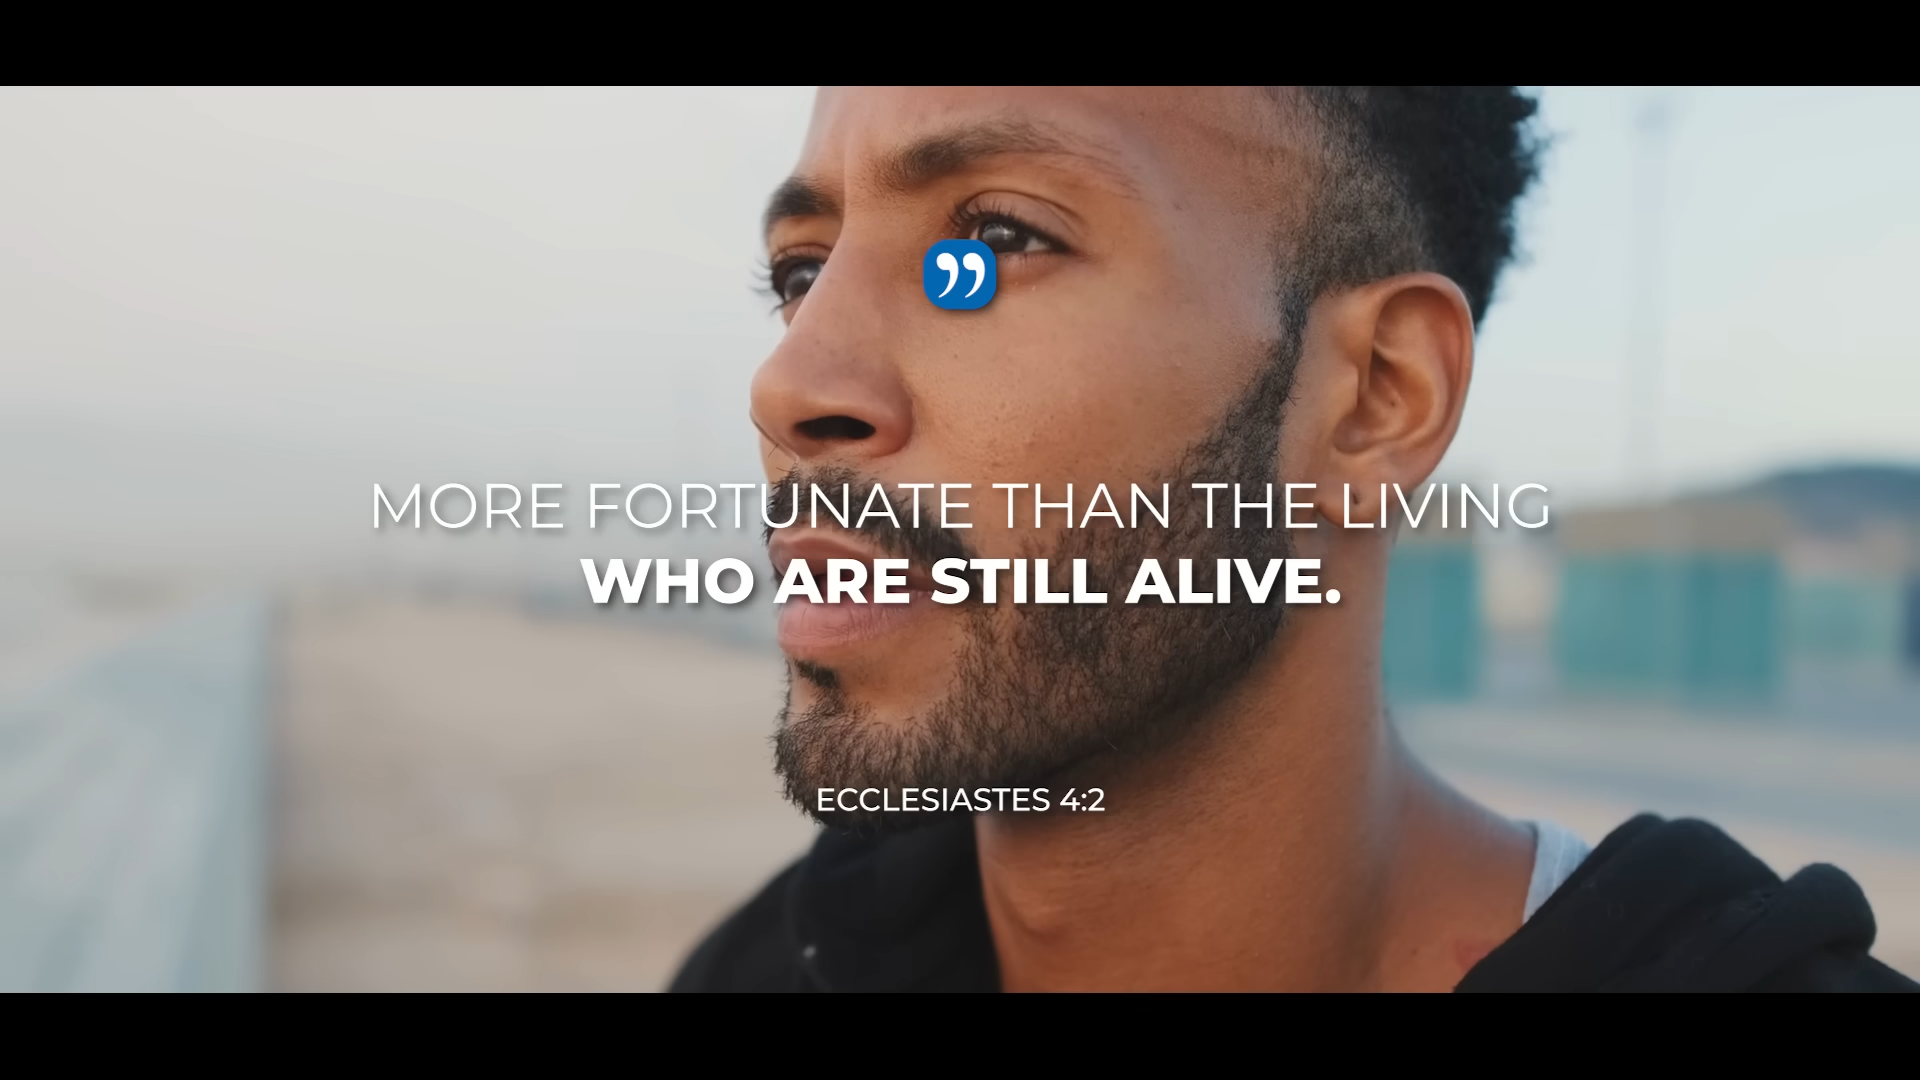 ”
MORE FORTUNATE THAN THE LIVING
WHO ARE STILL ALIVE.
ECCLESIASTES 4:2